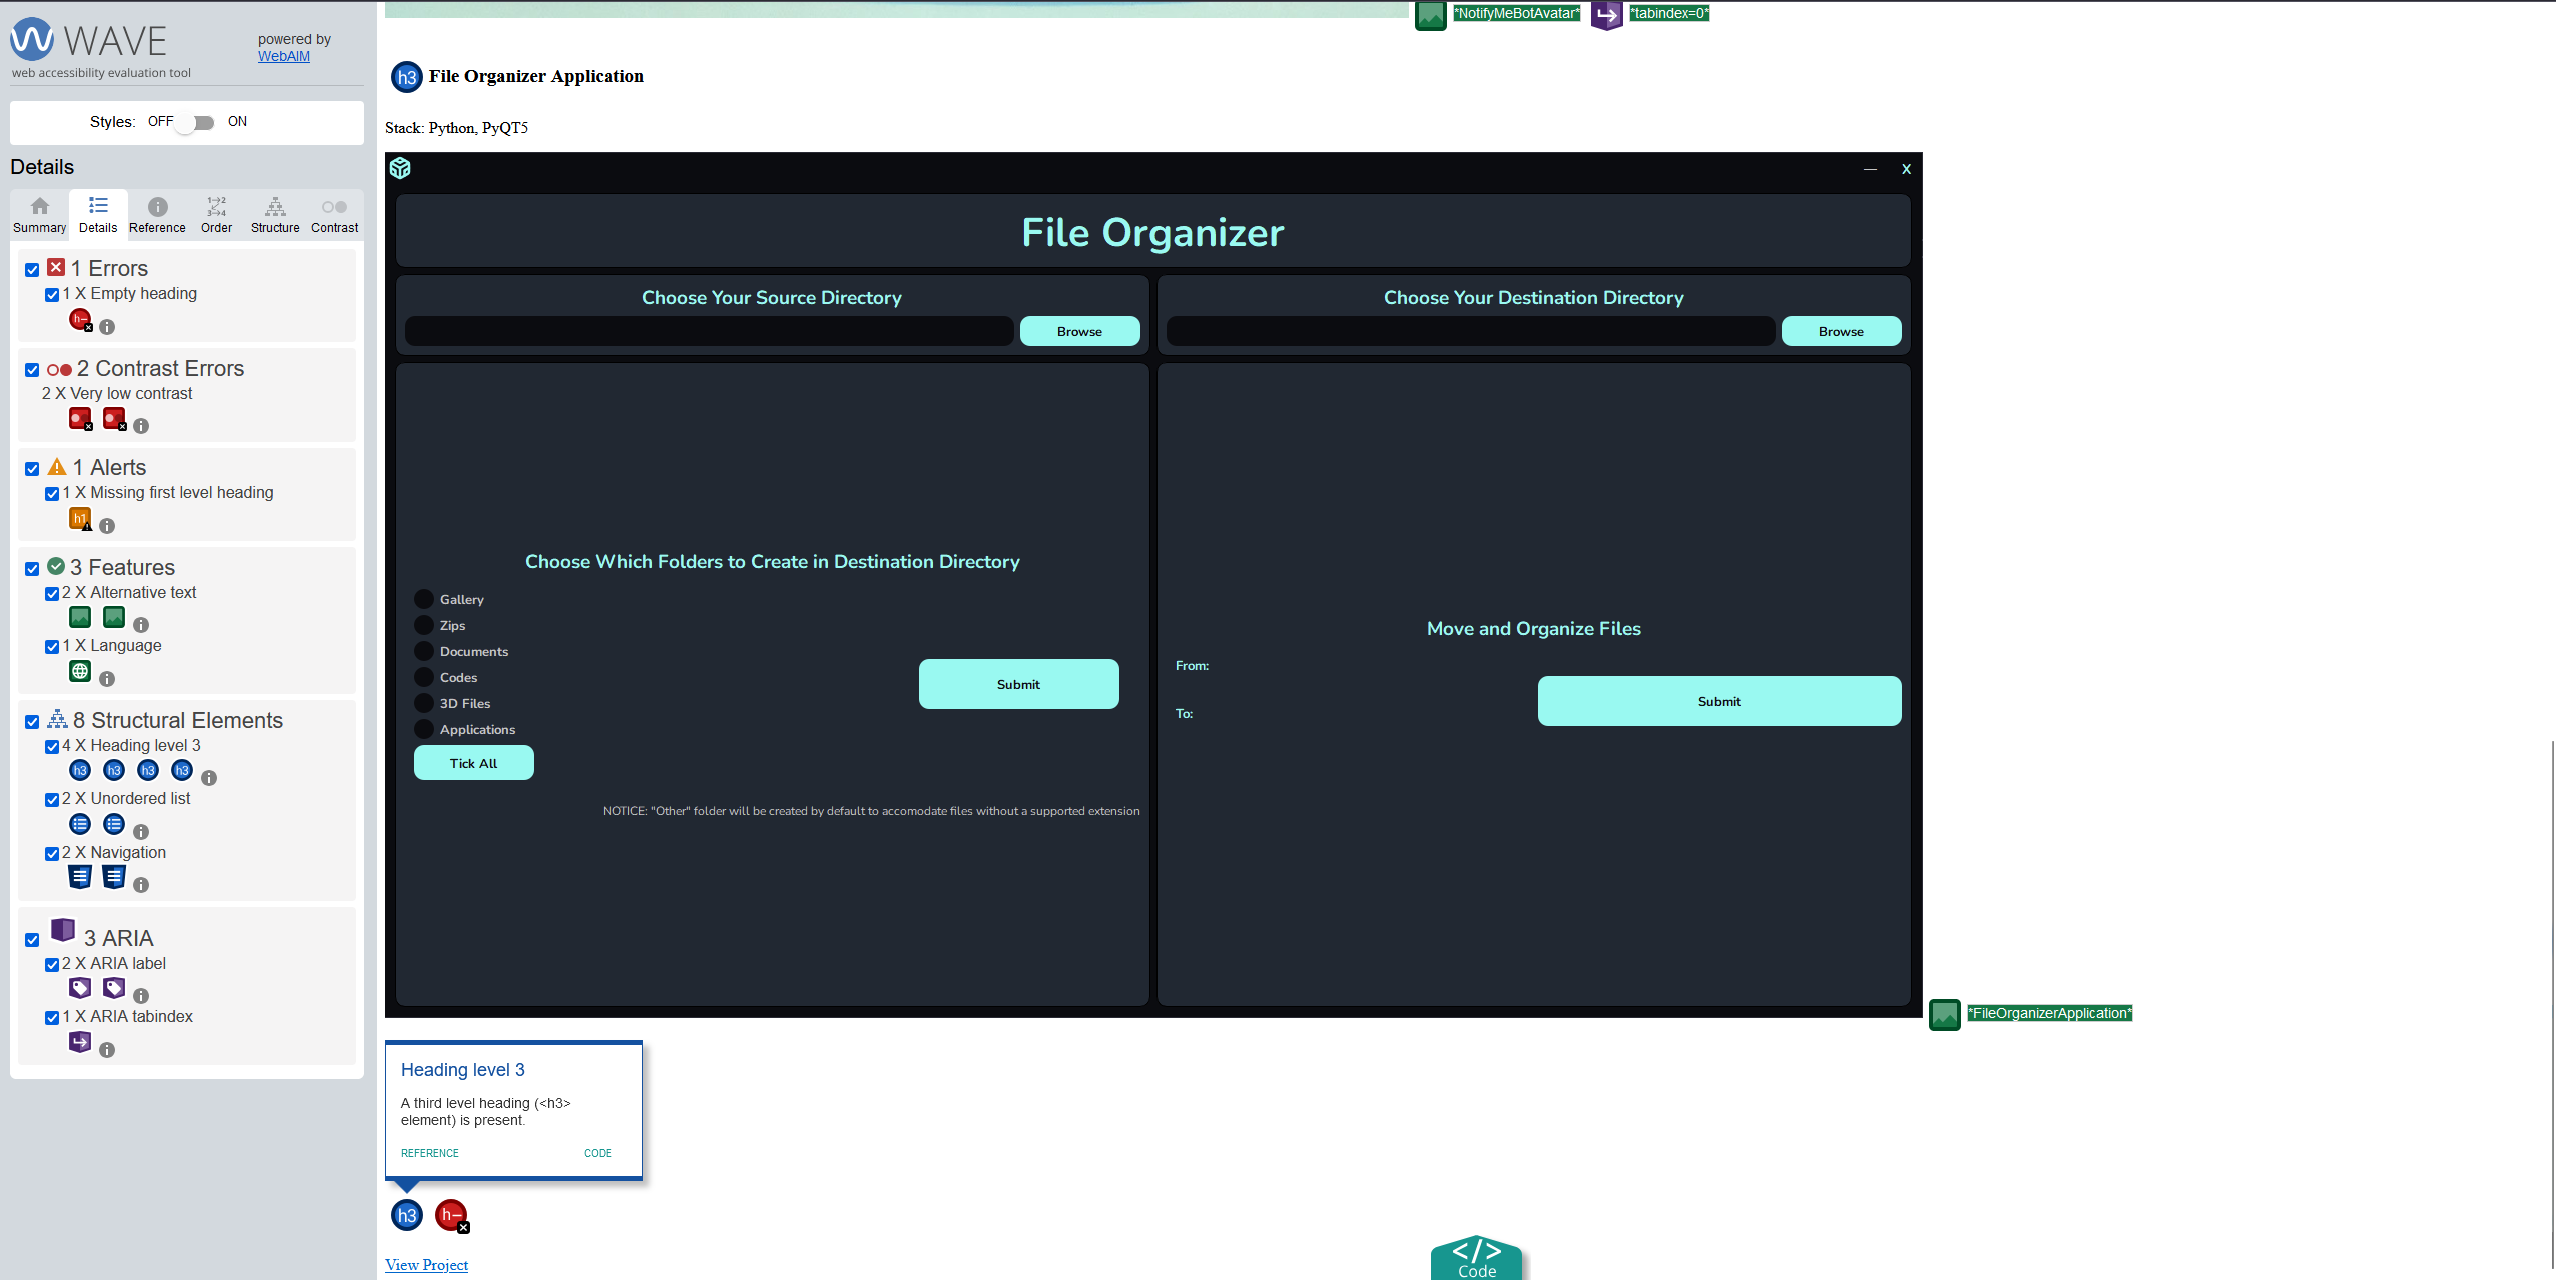 WAVE
web accessibility evaluation tool
powered by
WebAIM
Styles: OFF ON
Details
Summary Details Reference Order Structure Contrast
1 Errors
1 X Empty heading
h—
2 Contrast Errors
2 X Very low contrast
1 Alerts
1 X Missing first level heading
h1
3 Features
2 X Alternative text
1 X Language
8 Structural Elements
4 X Heading level 3
h3 h3 h3 h3
2 X Unordered list
2 X Navigation
3 ARIA
2 X ARIA label
1 X ARIA tabindex
*NotifyMeBotAvatar* *tabindex=0*
h3 File Organizer Application
Stack: Python, PyQT5
— X
File Organizer
Choose Your Source Directory
Browse
Choose Your Destination Directory
Browse
Choose Which Folders to Create in Destination Directory
Gallery
Zips
Documents
Codes
3D Files
Applications
Tick All
Submit
NOTICE: "Other" folder will be created by default to accomodate files without a supported extension
Move and Organize Files
From:
To:
Submit
*FileOrganizerApplication*
Heading level 3
A third level heading (<h3>
element) is present.
REFERENCE CODE
h3 h—
View Project
</>
Code